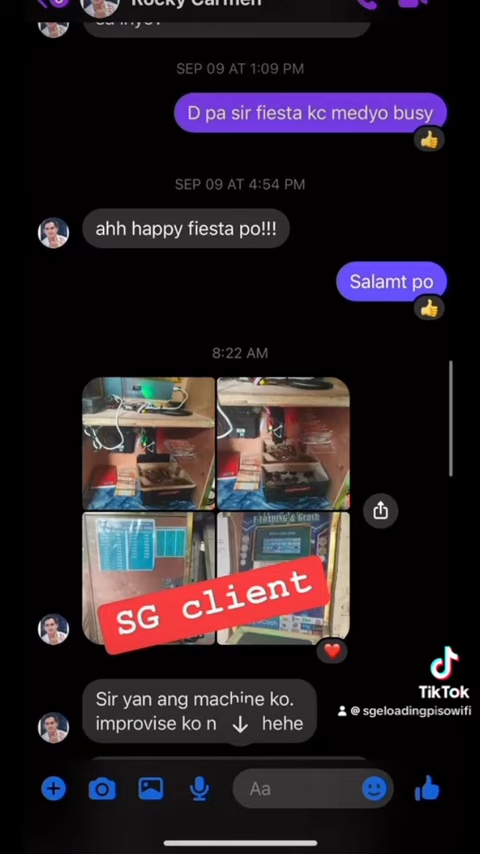 Rocky Carmen
SEP 09 AT 1:09 PM
D pa sir fiesta kc medyo busy
SEP 09 AT 4:54 PM
ahh happy fiesta po!!!
Salamt po
8:22 AM
E-LOADING & Gcash
SG client
Sir yan ang machine ko.
improvise ko n hehe
TikTok
@ sgeloadingpisowifi
Aa